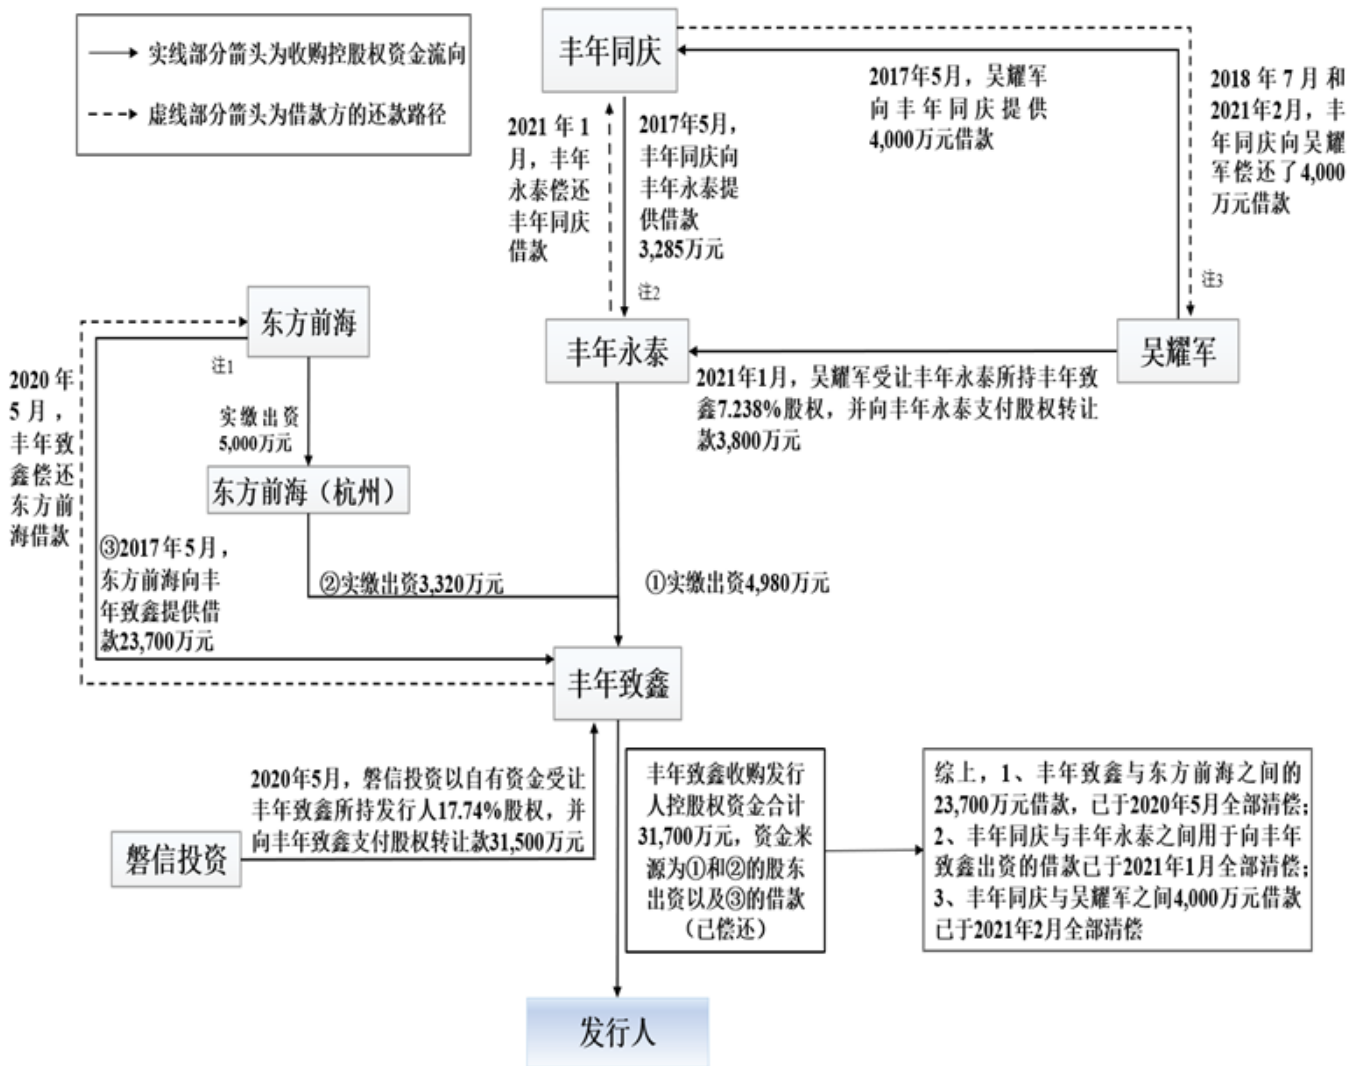 实线部分箭头为收购控股权资金流向
虚线部分箭头为借款方的还款路径
丰年同庆
2017年5月，吴耀军
向丰年同庆提供
4,000万元借款
2018 年 7 月 和
2021年2月，丰
年同庆向吴耀
军偿还了4,000
万元借款
2021 年 1
月，丰年
永泰偿还
丰年同庆
借款
2017年5月，
丰年同庆向
丰年永泰提
供借款
3,285万元
注2
注3
东方前海
注1
丰年永泰
吴耀军
2021年1月，吴耀军受让丰年永泰所持丰年致
鑫7.238%股权，并向丰年永泰支付股权转让
款3,800万元
2020 年
5 月，
丰年致
鑫偿还
东方前
海借款
实缴出资
5,000万元
东方前海（杭州）
③2017年5月，
东方前海向丰
年致鑫提供借
款23,700万元
②实缴出资3,320万元
①实缴出资4,980万元
丰年致鑫
2020年5月，磐信投资以自有资金受让
丰年致鑫所持发行人17.74%股权，并
向丰年致鑫支付股权转让款31,500万元
磐信投资
丰年致鑫收购发行
人控股权资金合计
31,700万元，资金来
源为①和②的股东
出资以及③的借款
（已偿还）
综上，1、丰年致鑫与东方前海之间的
23,700万元借款，已于2020年5月全部清偿；
2、丰年同庆与丰年永泰之间用于向丰年
致鑫出资的借款已于2021年1月全部清偿；
3、丰年同庆与吴耀军之间4,000万元借款
已于2021年2月全部清偿
发行人